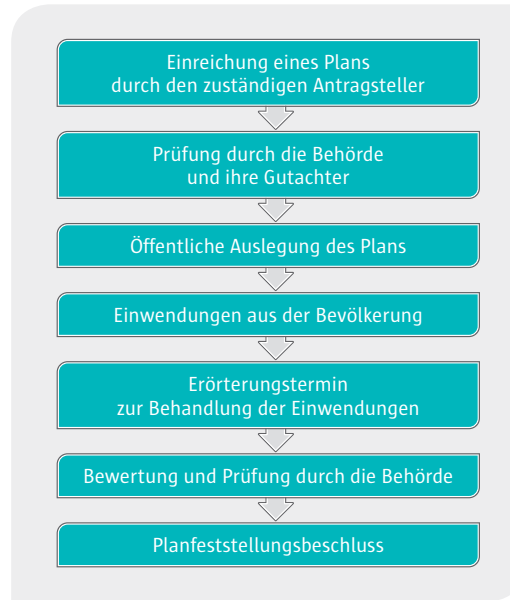 Einreichung eines Plans
durch den zuständigen Antragsteller
Prüfung durch die Behörde
und ihre Gutachter
Öffentliche Auslegung des Plans
Einwendungen aus der Bevölkerung
Erörterungstermin
zur Behandlung der Einwendungen
Bewertung und Prüfung durch die Behörde
Planfeststellungsbeschluss